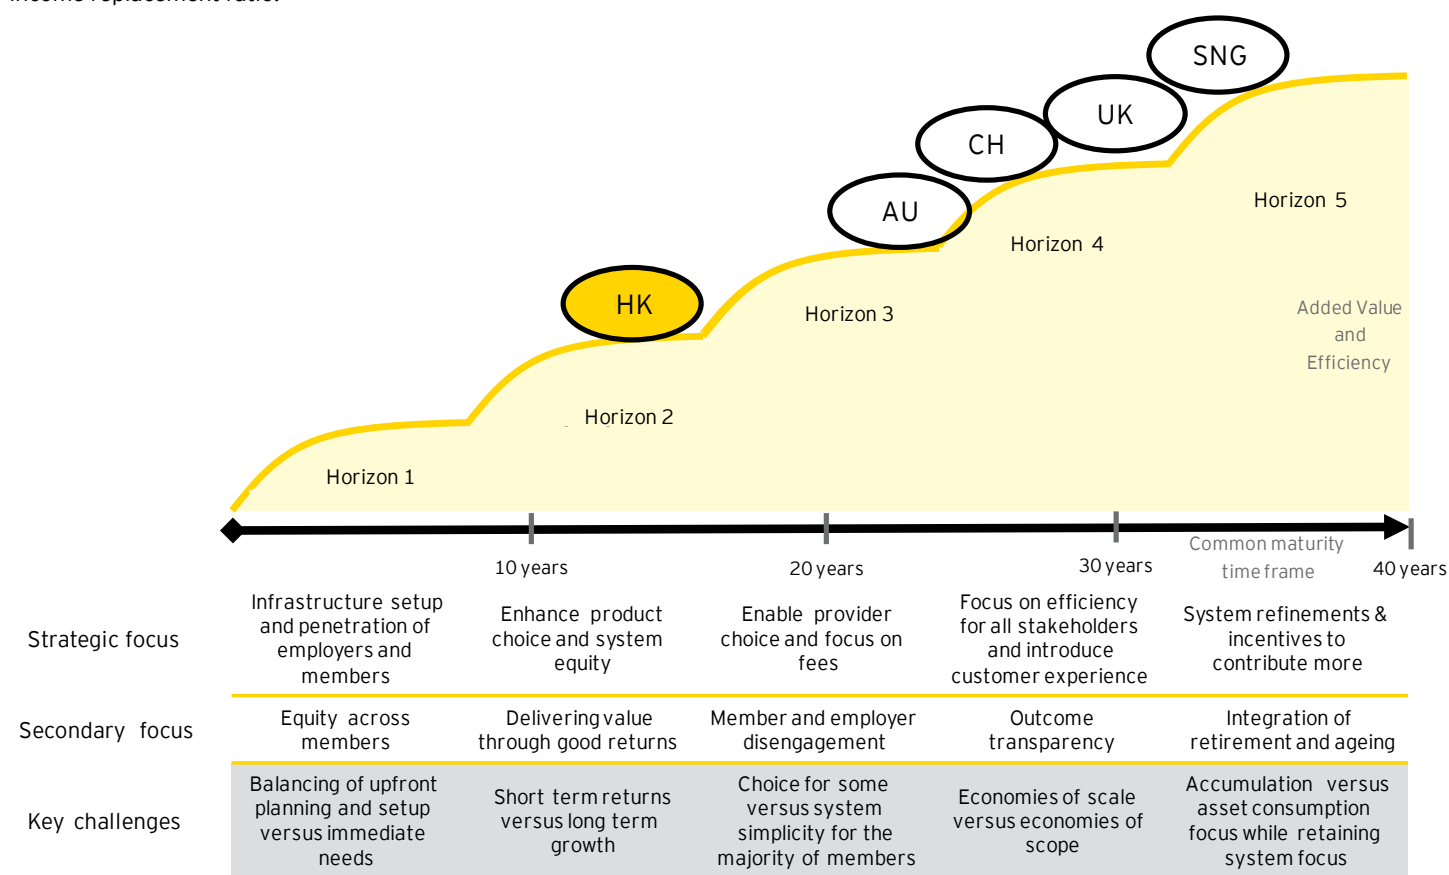 income replacement ratio.
SNG
UK
CH
AU
HK
Horizon 5
Horizon 4
Horizon 3
Horizon 2
Horizon 1
Added Value
and
Efficiency
10 years
20 years
30 years
40 years
Common maturity
time frame
Strategic focus
Infrastructure setup
and penetration of
employers and
members
Enhance product
choice and system
equity
Enable provider
choice and focus on
fees
Focus on efficiency
for all stakeholders
and introduce
customer experience
System refinements &
incentives to
contribute more
Secondary focus
Equity across
members
Delivering value
through good returns
Member and employer
disengagement
Outcome
transparency
Integration of
retirement and ageing
Key challenges
Balancing of upfront
planning and setup
versus immediate
needs
Short term returns
versus long term
growth
Choice for some
versus system
simplicity for the
majority of members
Economies of scale
versus economies of
scope
Accumulation versus
asset consumption
focus while retaining
system focus